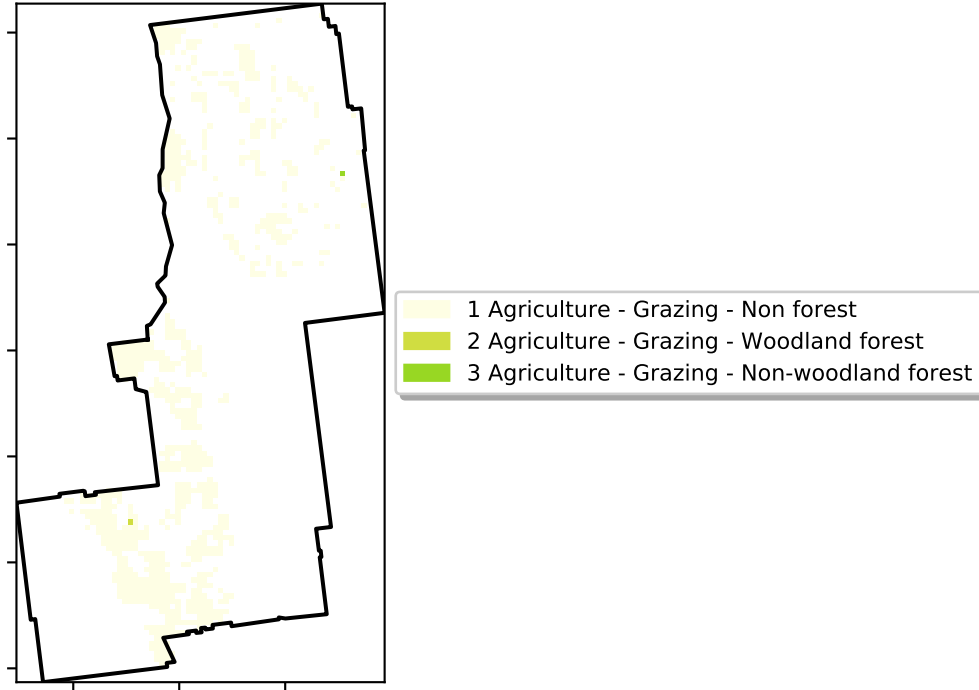 1 Agriculture - Grazing - Non forest
2 Agriculture - Grazing - Woodland forest
3 Agriculture - Grazing - Non-woodland forest